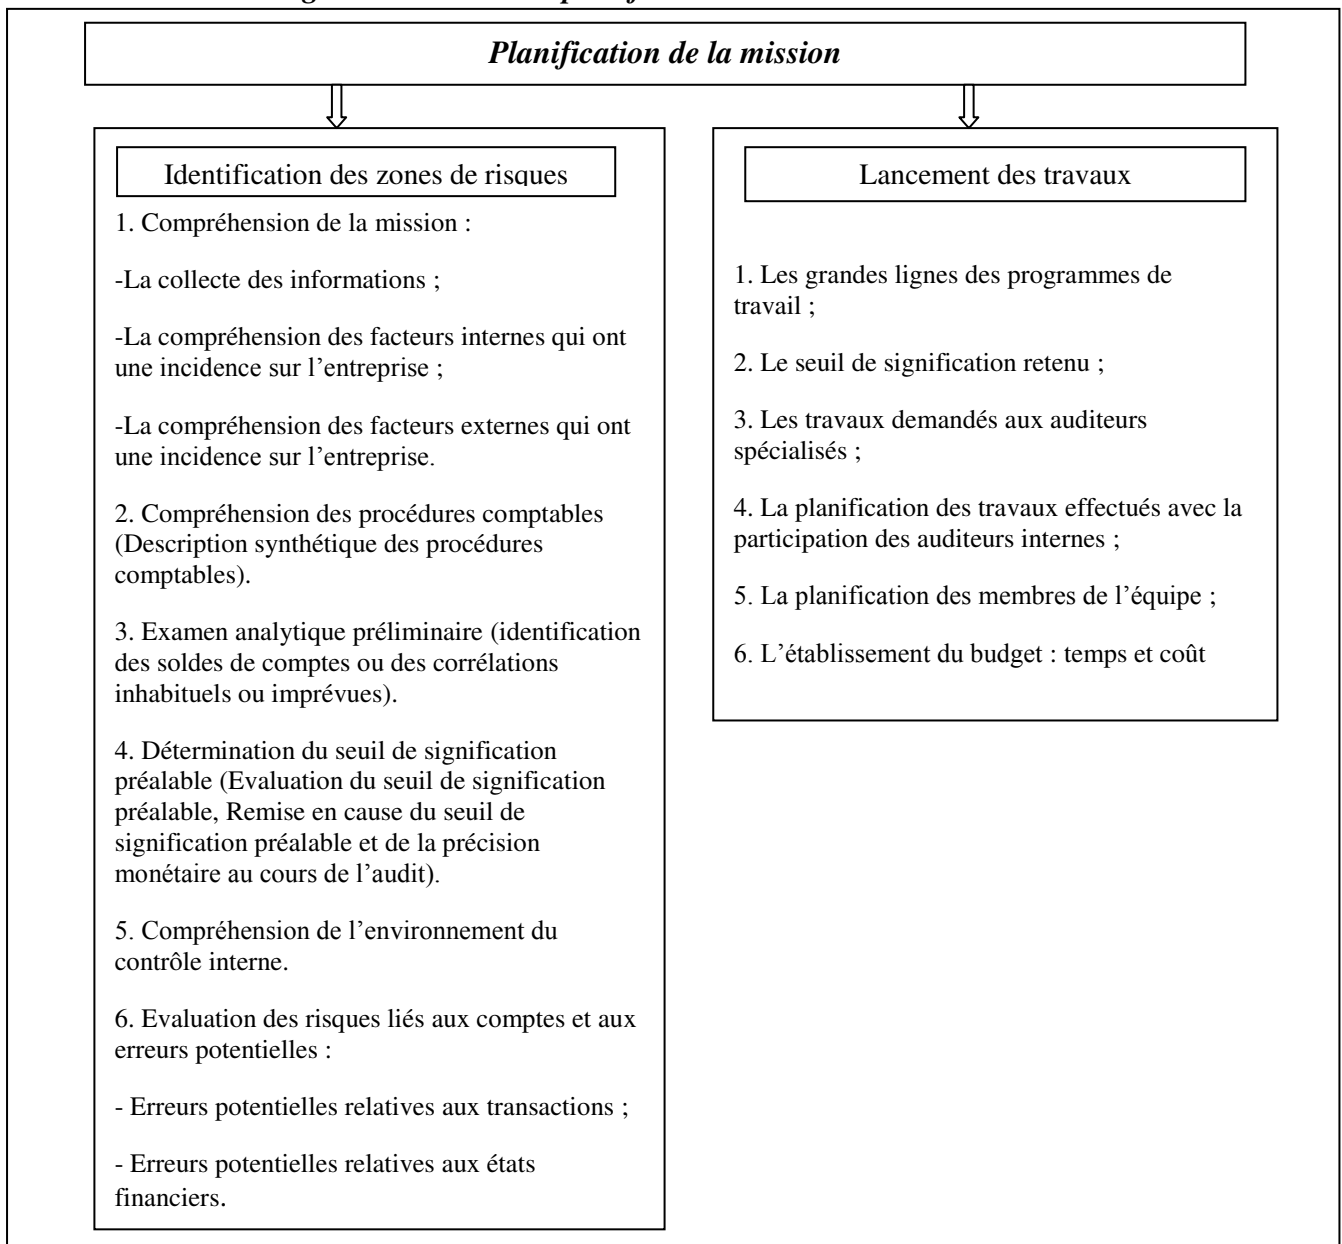 Planification de la mission
Identification des zones de risques
1. Compréhension de la mission :
-La collecte des informations ;
-La compréhension des facteurs internes qui ont
une incidence sur l’entreprise ;
-La compréhension des facteurs externes qui ont
une incidence sur l’entreprise.
2. Compréhension des procédures comptables
(Description synthétique des procédures
comptables).
3. Examen analytique préliminaire (identification
des soldes de comptes ou des corrélations
inhabituels ou imprévues).
4. Détermination du seuil de signification
préalable (Evaluation du seuil de signification
préalable, Remise en cause du seuil de
signification préalable et de la précision
monétaire au cours de l’audit).
5. Compréhension de l’environnement du
contrôle interne.
6. Evaluation des risques liés aux comptes et aux
erreurs potentielles :
- Erreurs potentielles relatives aux transactions ;
- Erreurs potentielles relatives aux états
financiers.
Lancement des travaux
1. Les grandes lignes des programmes de
travail ;
2. Le seuil de signification retenu ;
3. Les travaux demandés aux auditeurs
spécialisés ;
4. La planification des travaux effectués avec la
participation des auditeurs internes ;
5. La planification des membres de l’équipe ;
6. L’établissement du budget : temps et coût